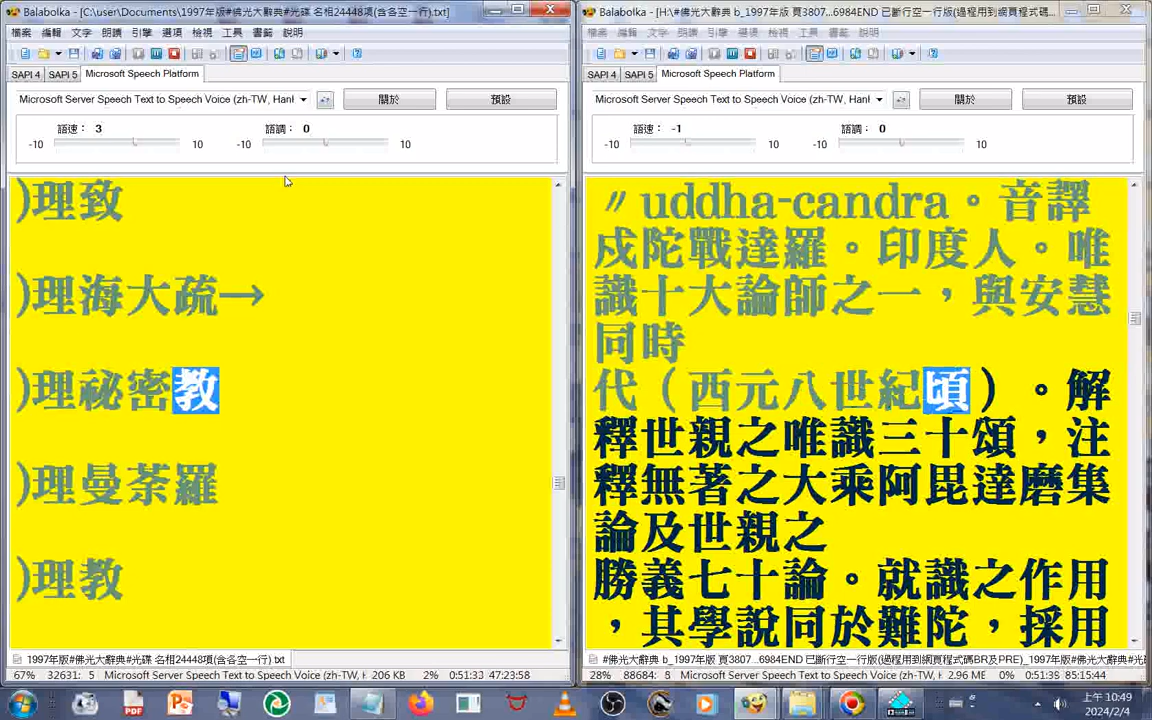 Balabolka - [C:\user\Documents\1997年版#佛光大辭典#光碟 名相24448項(含各空一行).txt]
檔案 編輯 文字 朗讀 引擎 選項 檢視 工具 書籤 說明
SAPI 4 SAPI 5 Microsoft Speech Platform
Microsoft Server Speech Text to Speech Voice (zh-TW, Hanl
關於 預設
語速： 3 語調： 0
-10 10 -10 10
)理致
)理海大疏→
)理祕密教
)理曼荼羅
)理教
1997年版#佛光大辭典#光碟 名相24448項(含各空一行).txt
67% 32631: 5 Microsoft Server Speech Text to Speech Voice (zh-TW, H 206 KB 2% 0:51:33 47:23:58
Balabolka - [H:\#佛光大辭典 b_1997年版 頁3807...6984END 已斷行空一行版(過程用到網頁程式碼...
檔案 編輯 文字 朗讀 引擎 選項 檢視 工具 書籤 說明
SAPI 4 SAPI 5 Microsoft Speech Platform
Microsoft Server Speech Text to Speech Voice (zh-TW, Hanl
關於 預設
語速： -1 語調： 0
-10 10 -10 10
〃uddha-candra。音譯
戍陀戰達羅。印度人。唯
識十大論師之一，與安慧
同時
代（西元八世紀頃）。解
釋世親之唯識三十頌，注
釋無著之大乘阿毘達磨集
論及世親之
勝義七十論。就識之作用
，其學說同於難陀，採用
#佛光大辭典 b_1997年版 頁3807...6984END 已斷行空一行版(過程用到網頁程式碼BR及PRE)_1997年版#佛光大辭典#光
28% 88684: 8 Microsoft Server Speech Text to Speech Voice (zh-TW, H 2.96 ME 0% 0:51:38 85:15:44
上午 10:49
2024/2/4